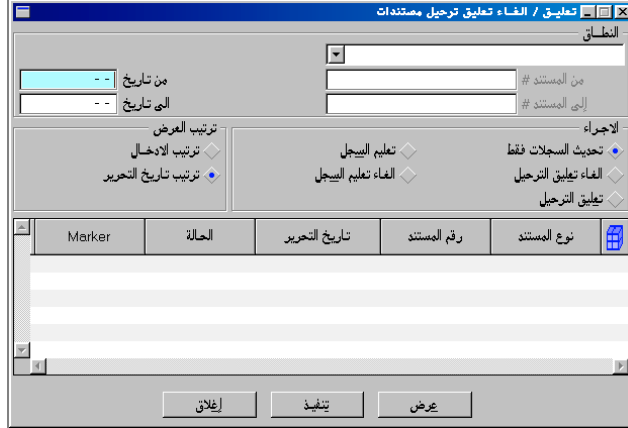 تعليق / الغاء تعليق ترحيل مستندات
النطاق
من المستند # من تاريخ - -
إلى المستند # الى تاريخ - -
الاجراء ترتيب العرض
تحديث السجلات فقط تعليم السجل ترتيب الادخال
الغاء تعليق الترحيل الغاء تعليم السجل ترتيب تاريخ التحرير
تعليق الترحيل
نوع المستند رقم المستند تاريخ التحرير الحالة Marker
عرض تنفيذ إغلاق